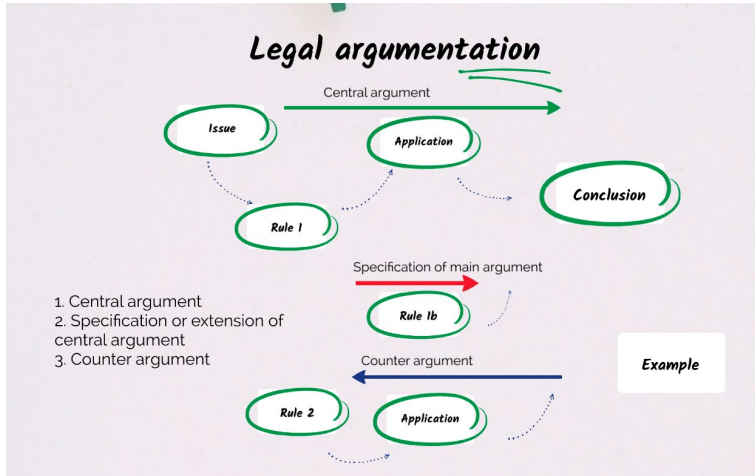 Legal argumentation
Central argument
Issue
Application
Conclusion
Rule 1
Specification of main argument
Rule 1b
1. Central argument
2. Specification or extension of
central argument
3. Counter argument
Counter argument
Example
Rule 2
Application